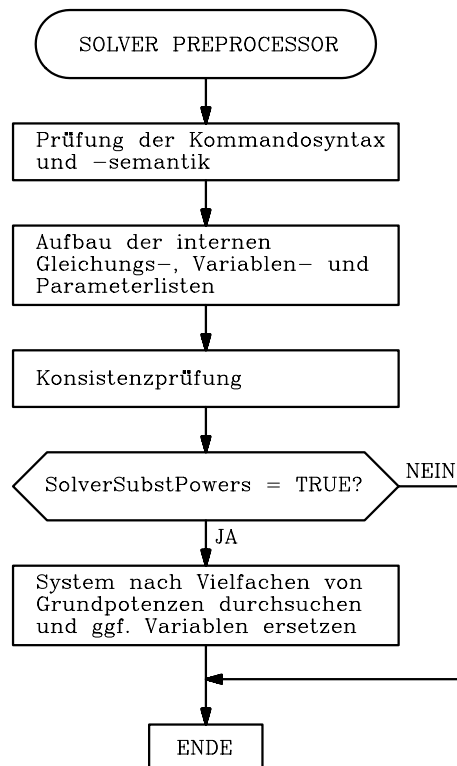 SOLVER PREPROCESSOR
Prüfung der Kommandosyntax
und -semantik
Aufbau der internen
Gleichungs-, Variablen- und
Parameterlisten
Konsistenzprüfung
SolverSubstPowers = TRUE?
NEIN
JA
System nach Vielfachen von
Grundpotenzen durchsuchen
und ggf. Variablen ersetzen
ENDE